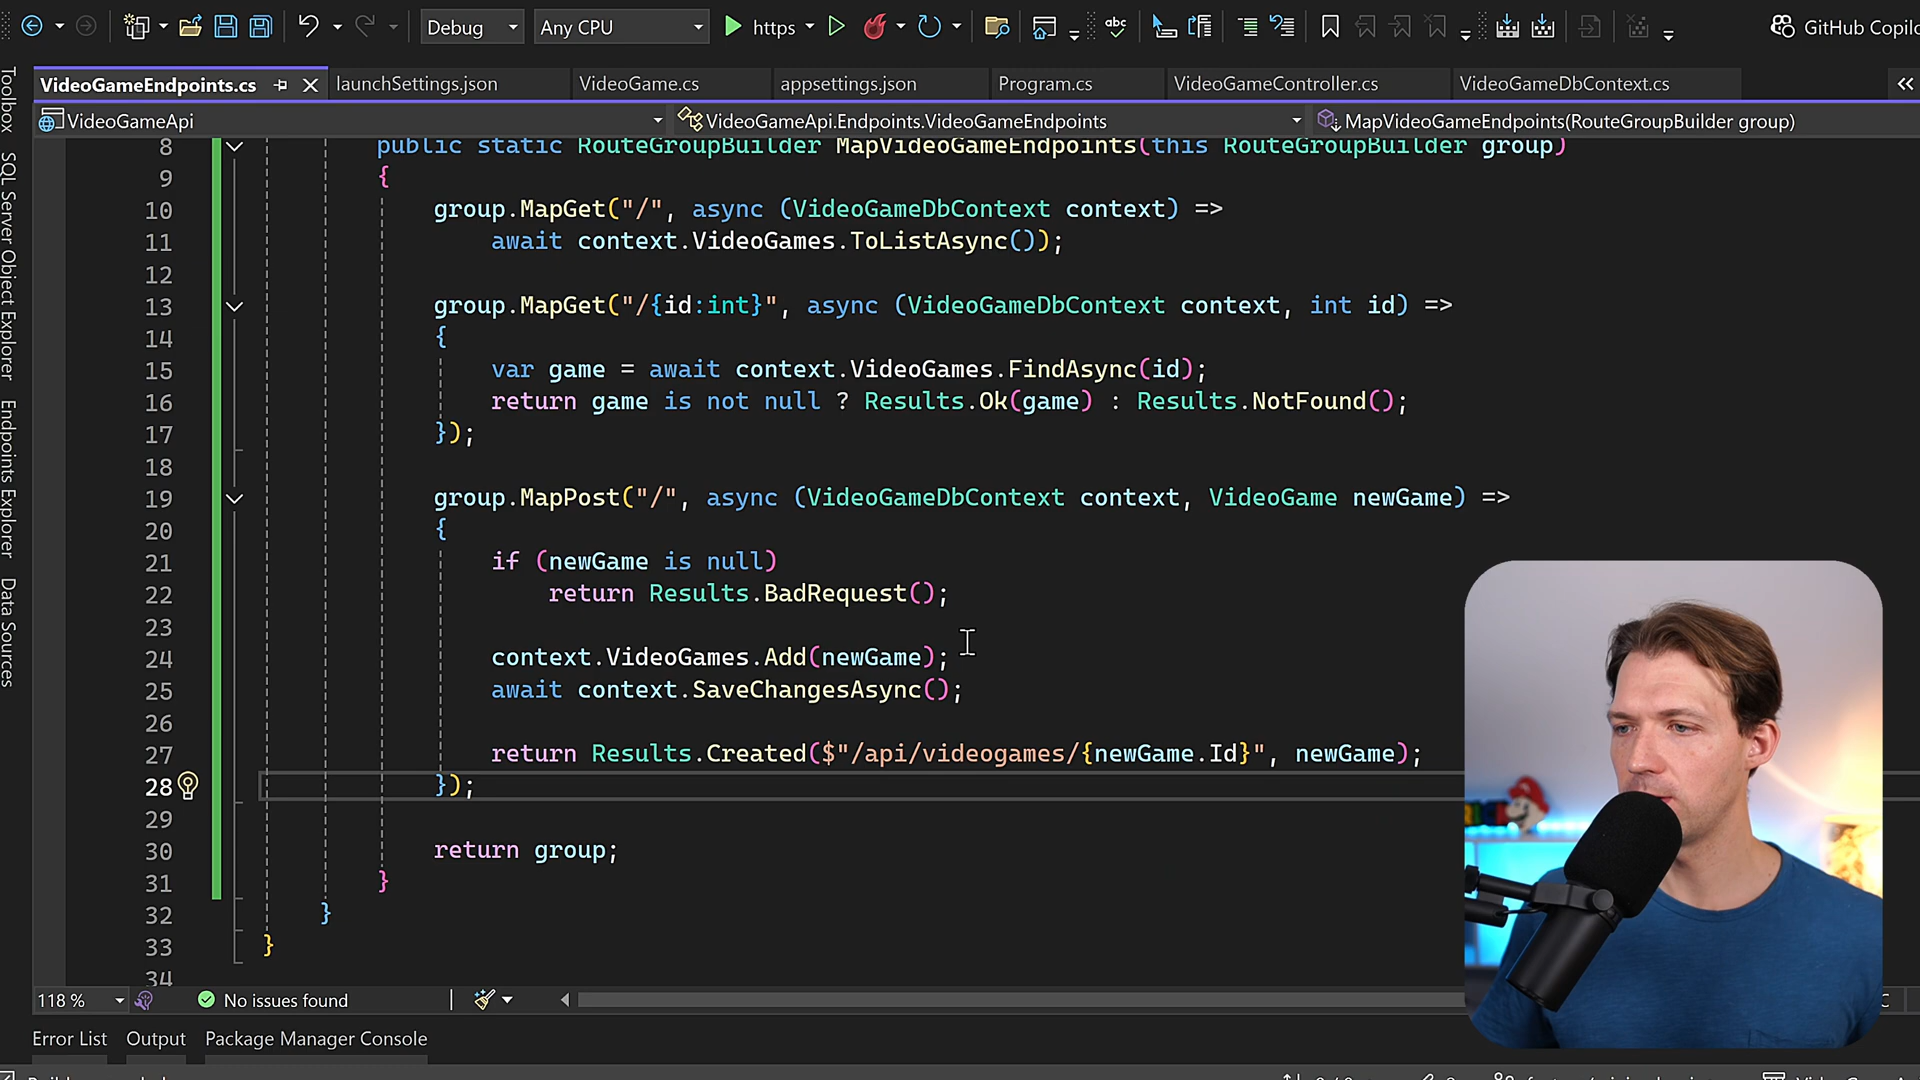 Debug
Any CPU
https
abc
GitHub Copilo
VideoGameEndpoints.cs
launchSettings.json
VideoGame.cs
appsettings.json
Program.cs
VideoGameController.cs
VideoGameDbContext.cs
VideoGameApi
VideoGameApi.Endpoints.VideoGameEndpoints
MapVideoGameEndpoints(RouteGroupBuilder group)
Toolbox
SQL Server Object Explorer
Endpoints Explorer
Data Sources
8 public static RouteGroupBuilder MapVideoGameEndpoints(this RouteGroupBuilder group)
9 {
10 group.MapGet("/", async (VideoGameDbContext context) =>
11 await context.VideoGames.ToListAsync());
12
13 group.MapGet("/{id:int}", async (VideoGameDbContext context, int id) =>
14 {
15 var game = await context.VideoGames.FindAsync(id);
16 return game is not null ? Results.Ok(game) : Results.NotFound();
17 });
18
19 group.MapPost("/", async (VideoGameDbContext context, VideoGame newGame) =>
20 {
21 if (newGame is null)
22 return Results.BadRequest();
23
24 context.VideoGames.Add(newGame);
25 await context.SaveChangesAsync();
26
27 return Results.Created($"/api/videogames/{newGame.Id}", newGame);
28 });
29
30 return group;
31 }
32 }
33 }
34
118 %
No issues found
Error List
Output
Package Manager Console